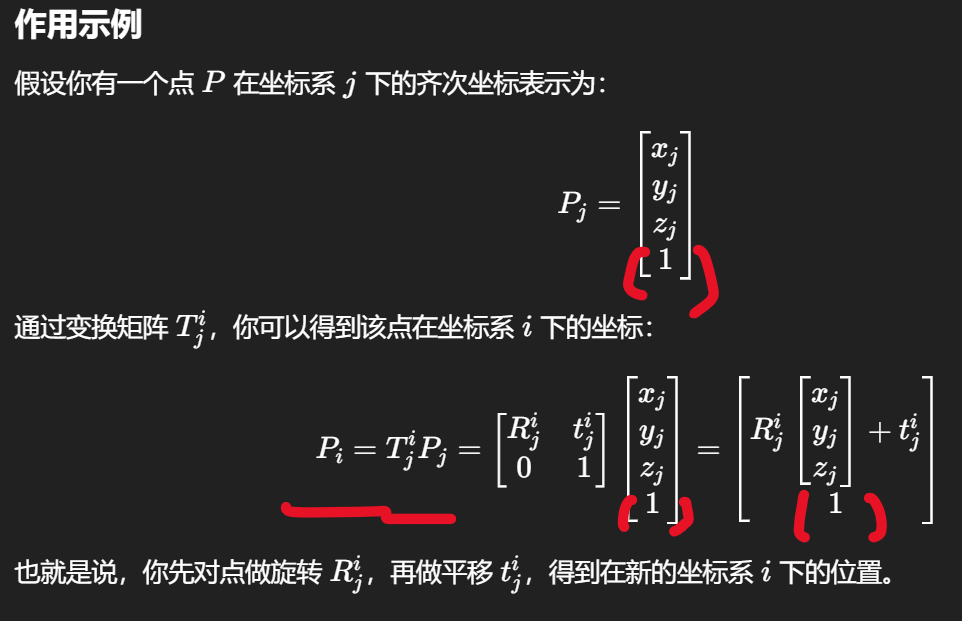 作用示例
假设你有一个点 P 在坐标系 j 下的齐次坐标表示为：
P_j = \begin{bmatrix} x_j \\ y_j \\ z_j \\ 1 \end{bmatrix}
通过变换矩阵 T_j^i，你可以得到该点在坐标系 i 下的坐标：
P_i = T_j^i P_j = \begin{bmatrix} R_j^i & t_j^i \\ 0 & 1 \end{bmatrix} \begin{bmatrix} x_j \\ y_j \\ z_j \\ 1 \end{bmatrix} = \begin{bmatrix} R_j^i \begin{bmatrix} x_j \\ y_j \\ z_j \end{bmatrix} + t_j^i \\ 1 \end{bmatrix}
也就是说，你先对点做旋转 R_j^i，再做平移 t_j^i，得到在新的坐标系 i 下的位置。